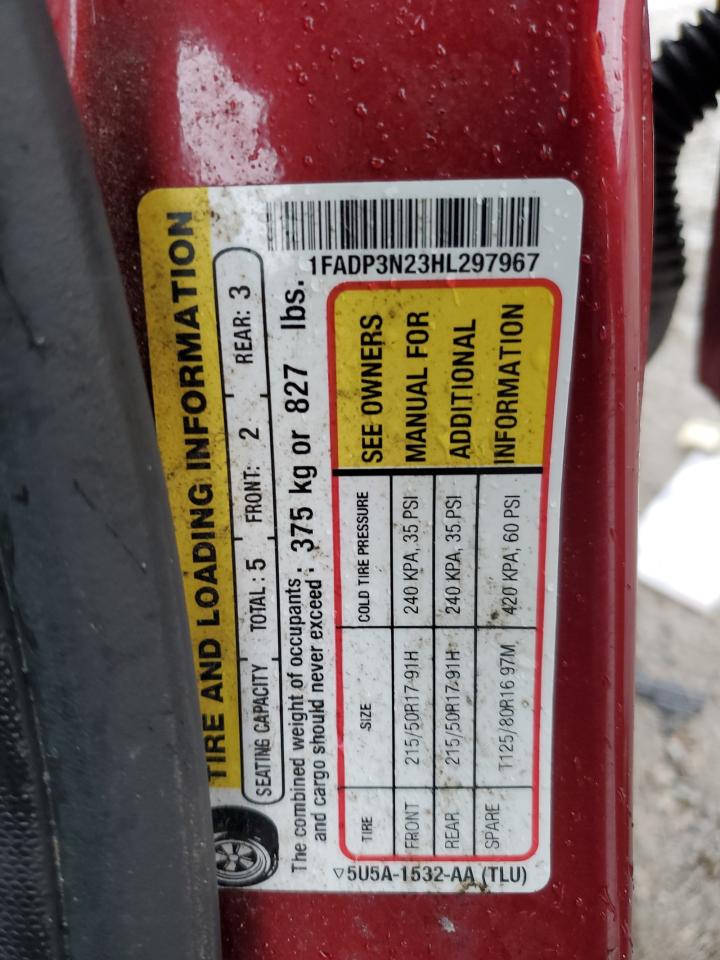 TIRE AND LOADING INFORMATION
SEATING CAPACITY TOTAL : 5 FRONT: 2 REAR: 3
The combined weight of occupants
and cargo should never exceed : 375 kg or 827 lbs.
1FADP3N23HL297967
TIRE SIZE COLD TIRE PRESSURE
FRONT 215/50R17 91H 240 KPA, 35 PSI
REAR 215/50R17 91H 240 KPA, 35 PSI
SPARE T125/80R16 97M 420 KPA, 60 PSI
SEE OWNERS
MANUAL FOR
ADDITIONAL
INFORMATION
▽5U5A-1532-AA (TLU)